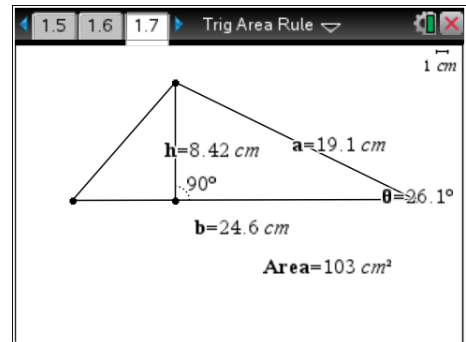 1.5 1.6 1.7 Trig Area Rule
1 cm
h=8.42 cm
a=19.1 cm
90°
θ=26.1°
b=24.6 cm
Area=103 cm²